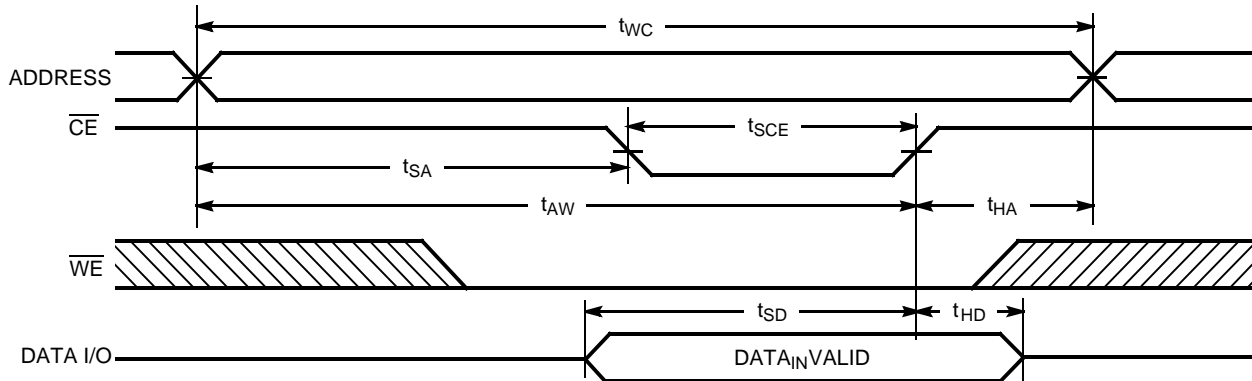 tWC
ADDRESS
CE
tSCE
tSA
tAW
tHA
WE
tSD
tHD
DATA I/O
DATAINVALID